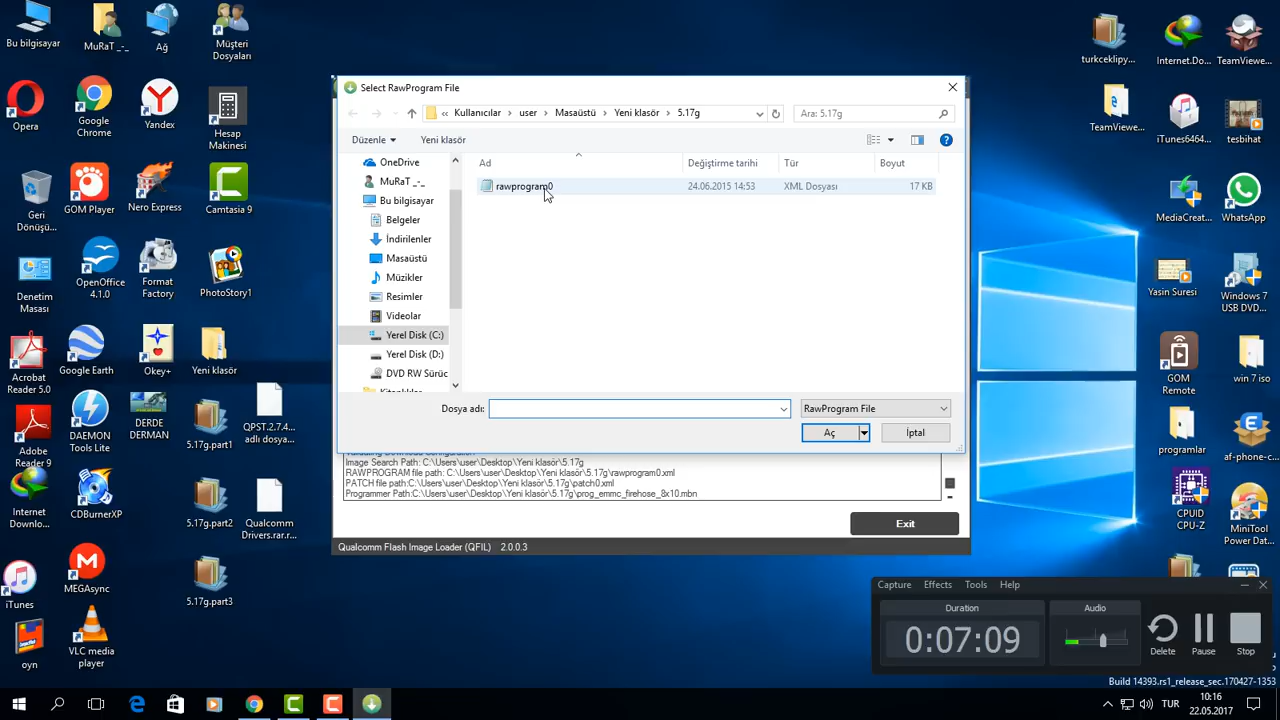 Bu bilgisayar
MuRaT _-_
Ağ
Müşteri
Dosyaları
Opera
Google
Chrome
Yandex
Hesap
Makinesi
Geri
Dönüşü...
GOM Player
Nero Express
Camtasia 9
Denetim
Masası
OpenOffice
4.1.0
Format
Factory
PhotoStory1
Acrobat
Reader 5.0
Google Earth
Okey+
Yeni klasör
Adobe
Reader 9
DAEMON
Tools Lite
DERDE
DERMAN
5.17g.part1
QPST.2.7.4...
adlı dosya...
Internet
Downlo...
CDBurnerXP
5.17g.part2
Qualcomm
Drivers.rar.r...
iTunes
MEGAsync
5.17g.part3
oyn
VLC media
player
Select RawProgram File
Kullanıcılar
user
Masaüstü
Yeni klasör
5.17g
Ara: 5.17g
Düzenle
Yeni klasör
OneDrive
MuRaT _-_
Bu bilgisayar
Belgeler
İndirilenler
Masaüstü
Müzikler
Resimler
Videolar
Yerel Disk (C:)
Yerel Disk (D:)
DVD RW Sürüc
Ad
Değiştirme tarihi
Tür
Boyut
rawprogram0
24.06.2015 14:53
XML Dosyası
17 KB
Dosya adı:
RawProgram File
Aç
İptal
Image Search Path: C:\Users\user\Desktop\Yeni klasör\5.17g
RAWPROGRAM file path: C:\Users\user\Desktop\Yeni klasör\5.17g\rawprogram0.xml
PATCH file path:C:\Users\user\Desktop\Yeni klasör\5.17g\patch0.xml
Programmer Path:C:\Users\user\Desktop\Yeni klasör\5.17g\prog_emmc_firehose_8x10.mbn
Exit
Qualcomm Flash Image Loader (QFIL) 2.0.0.3
turkceklipy...
Internet.Do...
TeamViewe...
TeamViewe...
iTunes6464...
tesbihat
MediaCreat...
WhatsApp
Yasin Suresi
Windows 7
USB DVD...
GOM
Remote
win 7 iso
programlar
af-phone-c...
CPUID
CPU-Z
MiniTool
Power Dat...
Capture
Effects
Tools
Help
Duration
0:07:09
Audio
Delete
Pause
Stop
Build 14393.rs1_release_sec.170427-1353
TUR
10:16
22.05.2017